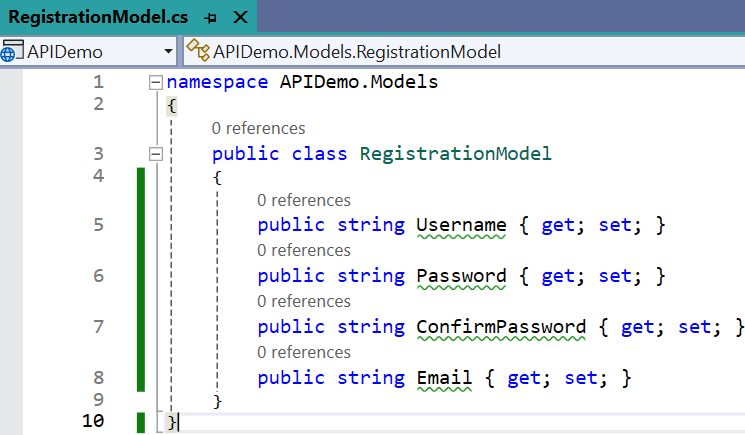 RegistrationModel.cs
APIDemo APIDemo.Models.RegistrationModel
1 namespace APIDemo.Models
2 {
0 references
3 public class RegistrationModel
4 {
0 references
5 public string Username { get; set; }
0 references
6 public string Password { get; set; }
0 references
7 public string ConfirmPassword { get; set; }
0 references
8 public string Email { get; set; }
9 }
10 }